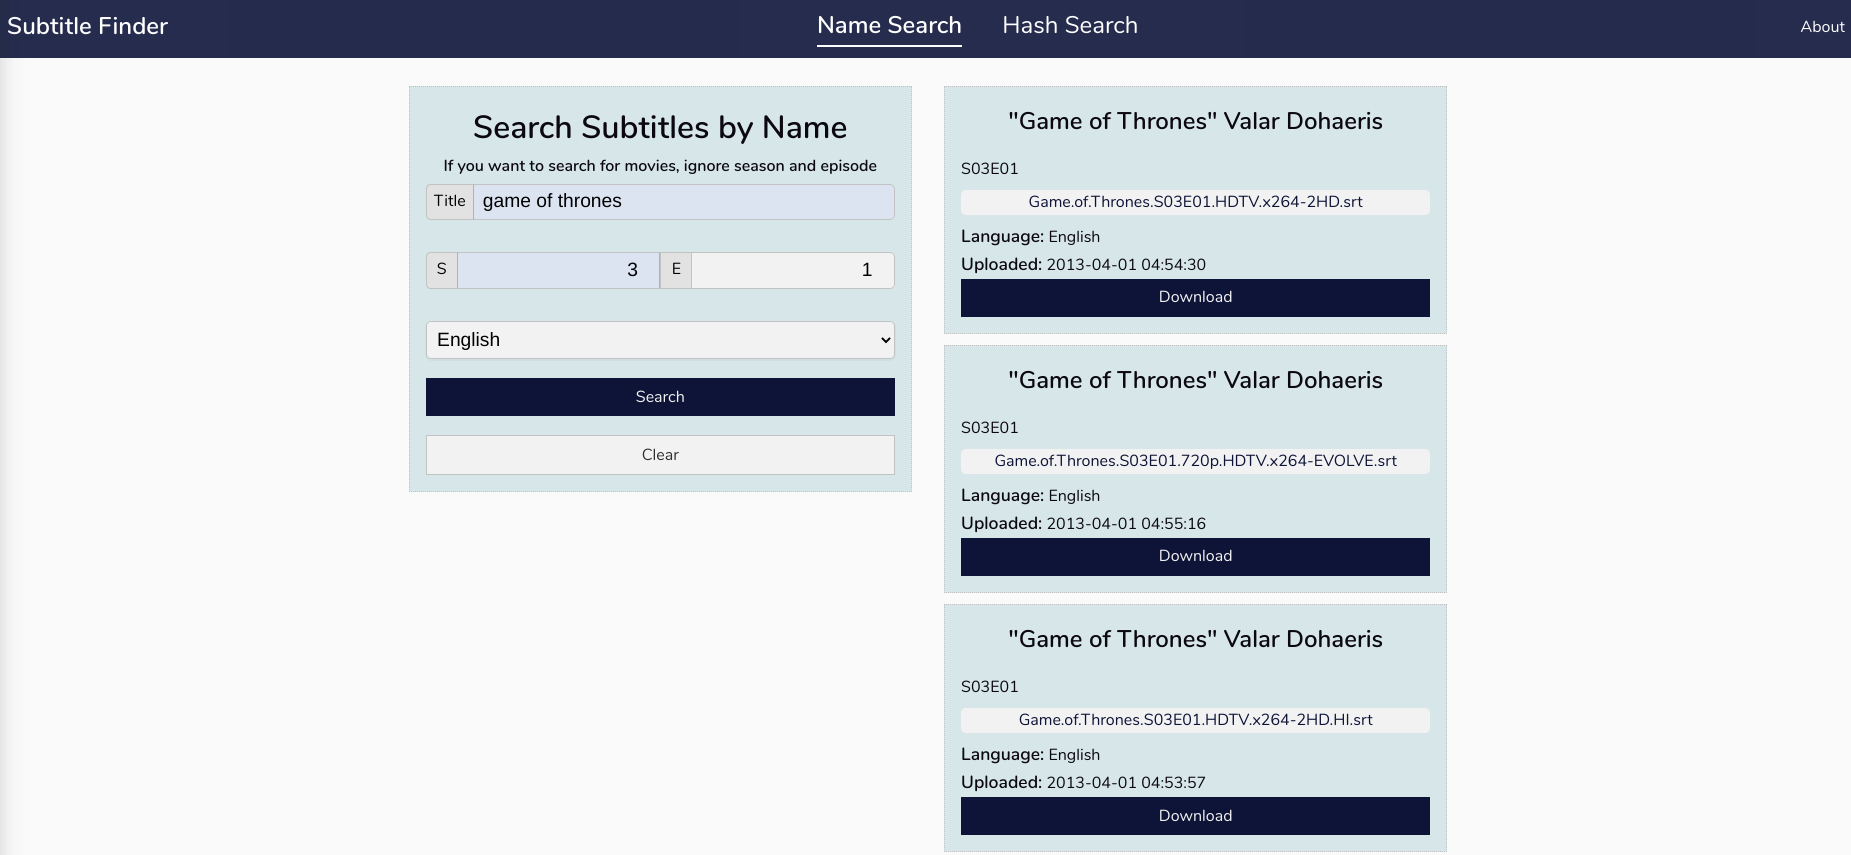 Subtitle Finder
Name Search
Hash Search
About
Search Subtitles by Name
If you want to search for movies, ignore season and episode
Title game of thrones
S 3 E 1
English
Search
Clear
"Game of Thrones" Valar Dohaeris
S03E01
Game.of.Thrones.S03E01.HDTV.x264-2HD.srt
Language: English
Uploaded: 2013-04-01 04:54:30
Download
"Game of Thrones" Valar Dohaeris
S03E01
Game.of.Thrones.S03E01.720p.HDTV.x264-EVOLVE.srt
Language: English
Uploaded: 2013-04-01 04:55:16
Download
"Game of Thrones" Valar Dohaeris
S03E01
Game.of.Thrones.S03E01.HDTV.x264-2HD.HI.srt
Language: English
Uploaded: 2013-04-01 04:53:57
Download